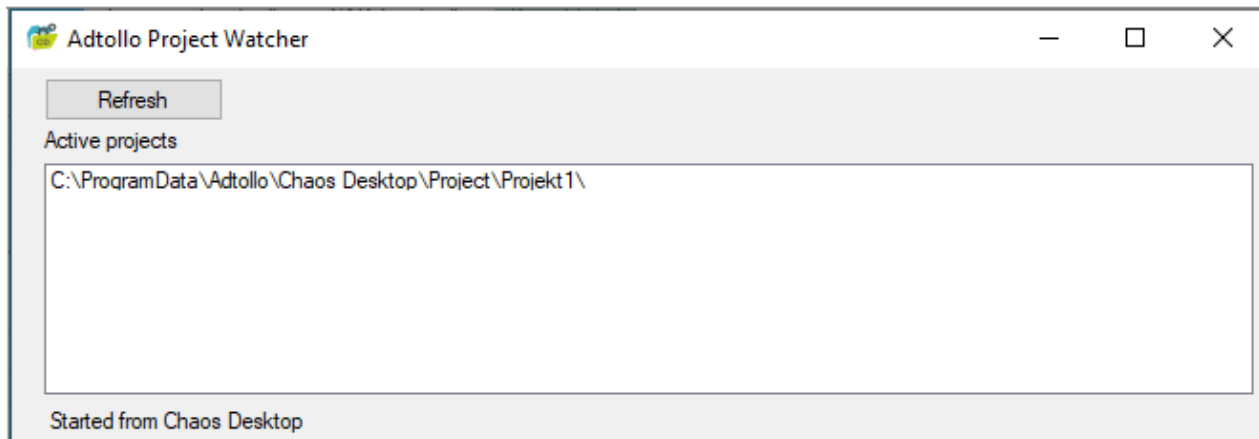 Adtollo Project Watcher
Refresh
Active projects
C:\ProgramData\Adtollo\Chaos Desktop\Project\Projekt1\
Started from Chaos Desktop